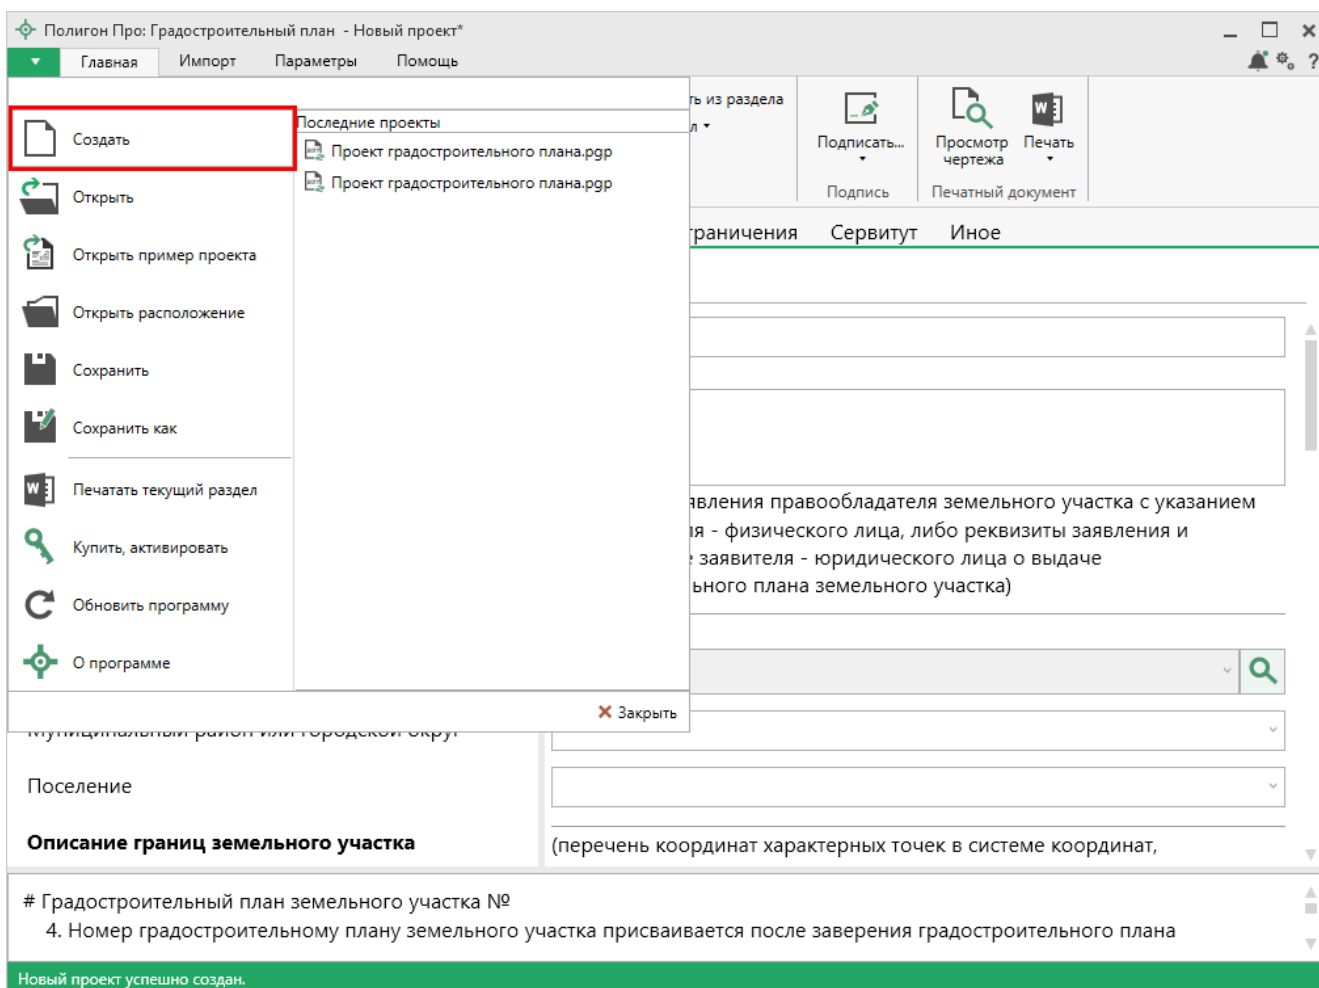 Полигон Про: Градостроительный план - Новый проект*
Главная Импорт Параметры Помощь
?
Создать
Открыть
Открыть пример проекта
Открыть расположение
Сохранить
Сохранить как
Печатать текущий раздел
Купить, активировать
Обновить программу
О программе
Последние проекты
Проект градостроительного плана.pgp
Проект градостроительного плана.pgp
Закрыть
из раздела
Подписать...
Подпись
Просмотр чертежа
Печать
Печатный документ
Сервитут Иное
правообладателя земельного участка с указанием
- физического лица, либо реквизиты заявления и
заявителя - юридического лица о выдаче
плана земельного участка)
Муниципальный район или городской округ
Поселение
Описание границ земельного участка
(перечень координат характерных точек в системе координат,
# Градостроительный план земельного участка №
4. Номер градостроительному плану земельного участка присваивается после заверения градостроительного плана
Новый проект успешно создан.